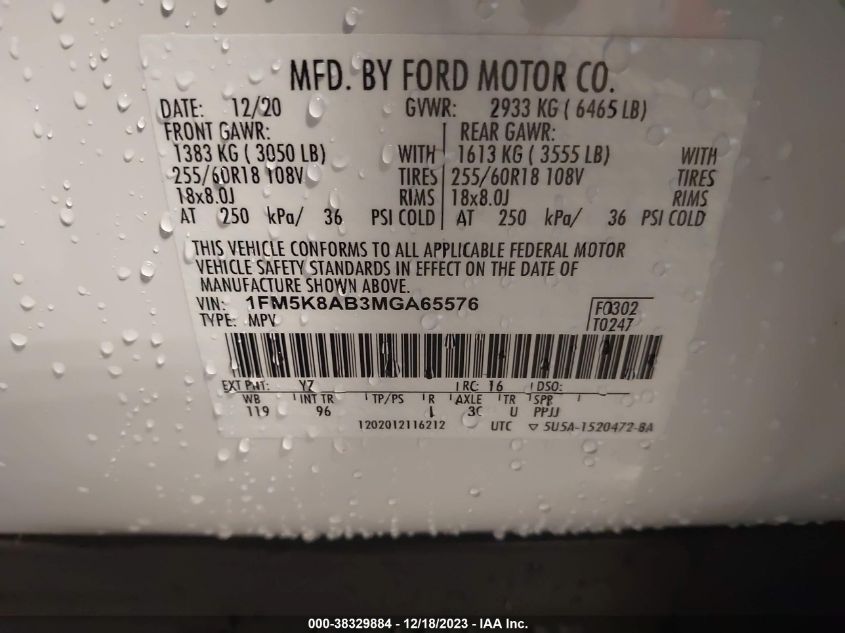 MFD. BY FORD MOTOR CO.
DATE: 12/20 GVWR: 2933 KG ( 6465 LB)
FRONT GAWR: REAR GAWR:
1383 KG ( 3050 LB) WITH 1613 KG ( 3555 LB) WITH
255/60R18 108V TIRES 255/60R18 108V TIRES
18x8.0J RIMS 18x8.0J RIMS
AT 250 kPa/ 36 PSI COLD AT 250 kPa/ 36 PSI COLD
THIS VEHICLE CONFORMS TO ALL APPLICABLE FEDERAL MOTOR
VEHICLE SAFETY STANDARDS IN EFFECT ON THE DATE OF
MANUFACTURE SHOWN ABOVE.
VIN: 1FM5K8AB3MGA65576 F0302
TYPE: MPV T0247
EXT PNT: YZ RC: 16 DSO:
WB INT TR TP/PS R AXLE TR SPR
119 96 U PPJJ
1202012116212 UTC ▽ 5U5A-1520472-BA
000-38329884 - 12/18/2023 - IAA Inc.